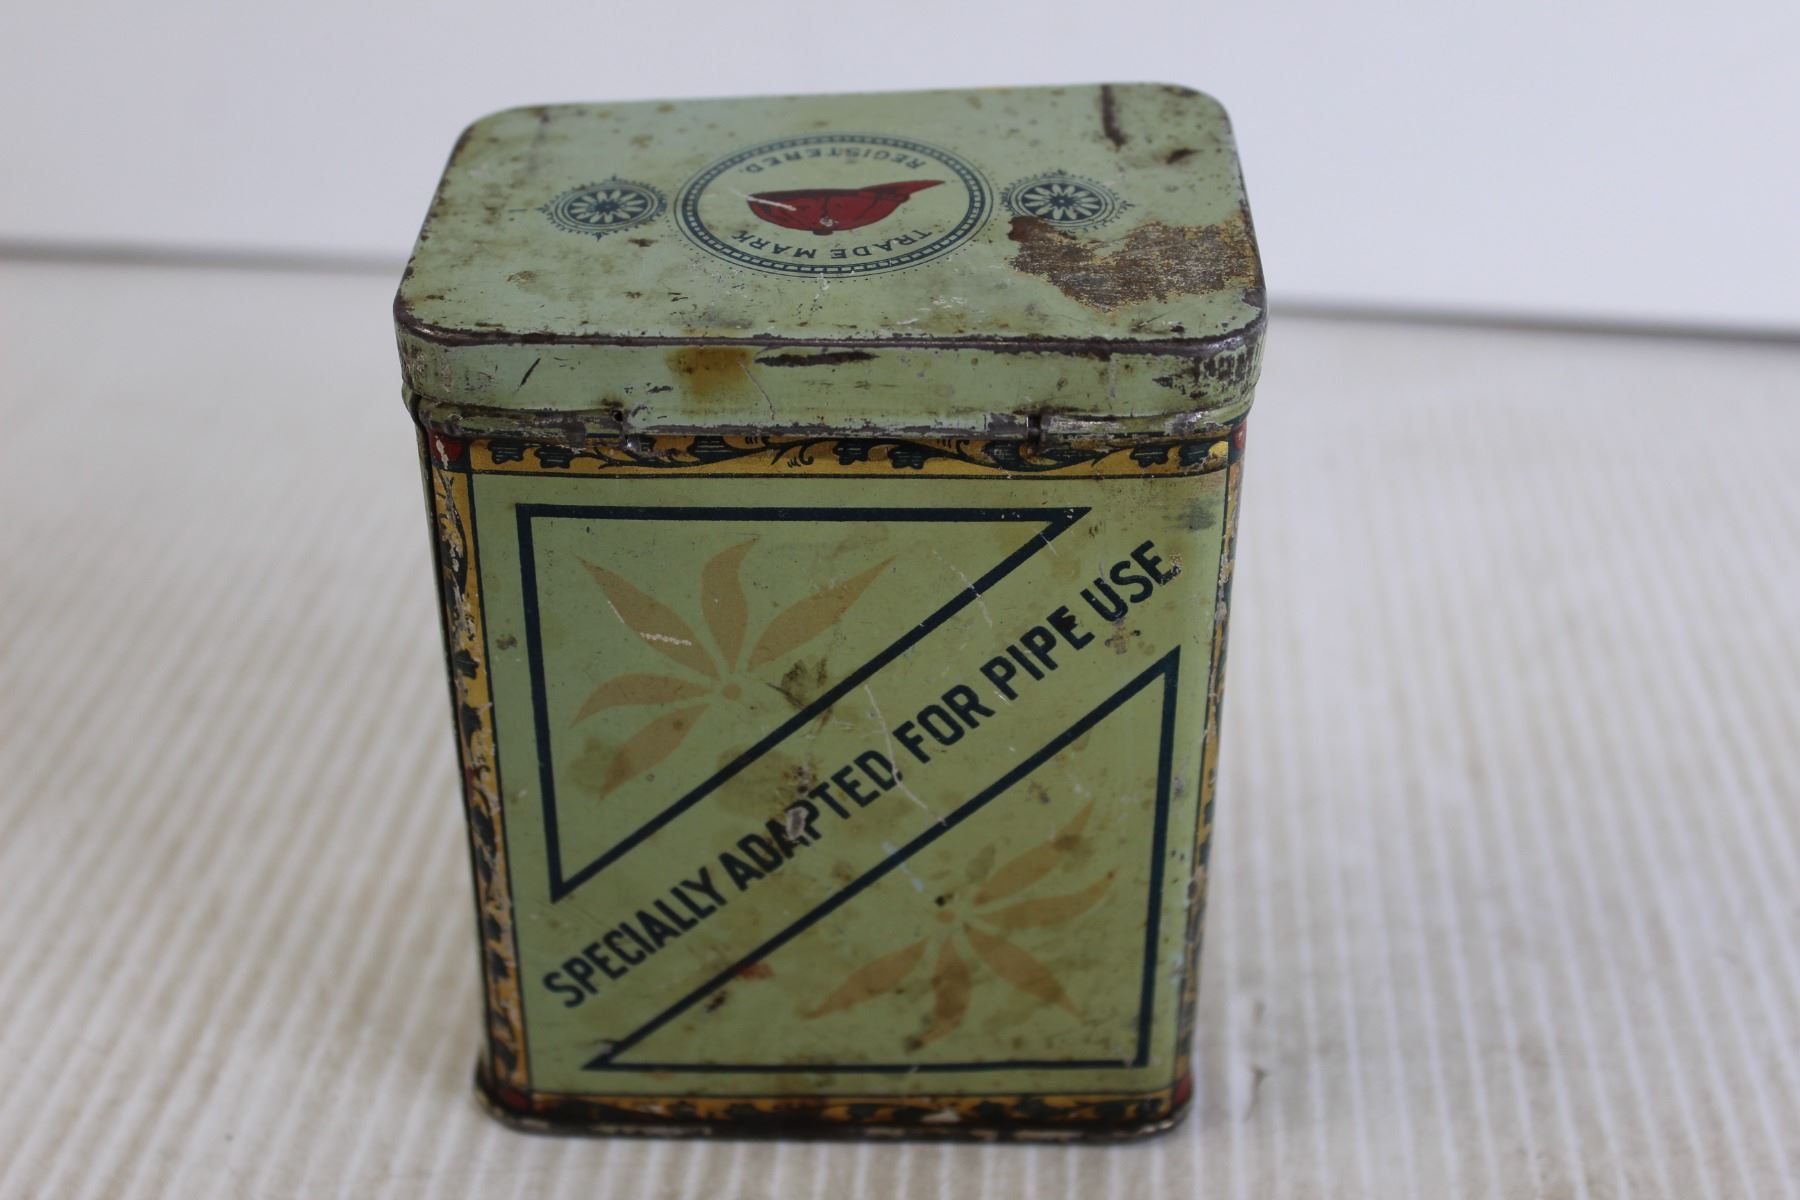 REGISTERED.
TRADE MARK
SPECIALLY ADAPTED FOR PIPE USE